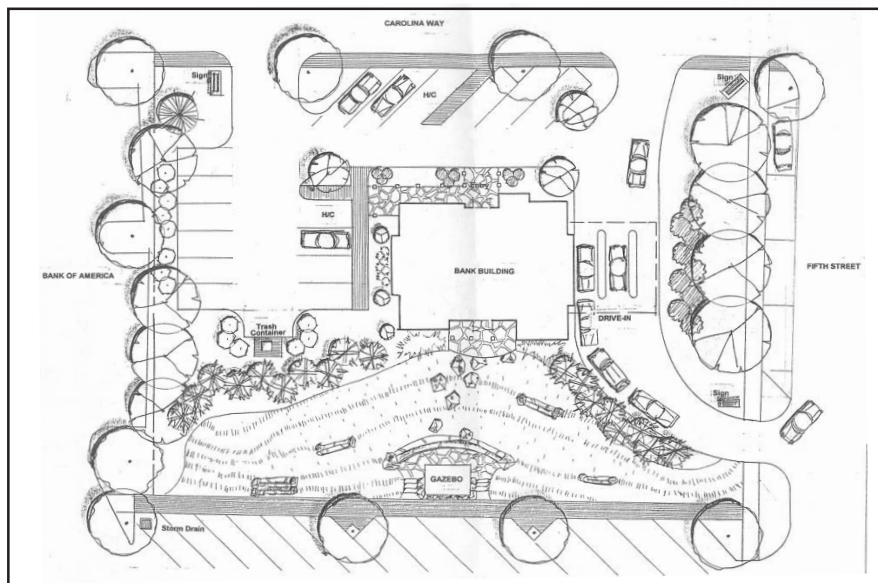 CAROLINA WAY
Sign
H/C
Sign
Entry
H/C
BANK OF AMERICA
BANK BUILDING
FIFTH STREET
DRIVE-IN
Trash
Container
Sign
GAZEBO
Storm Drain